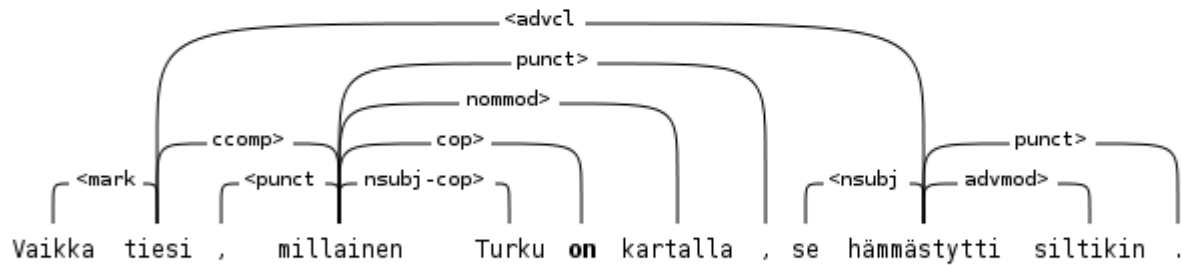 <advcl
punct>
nommod>
ccomp> cop> punct>
<mark <punct nsubj-cop> <nsubj advmod>
Vaikka tiesi , millainen Turku on kartalla , se hämmästytti siltikin .